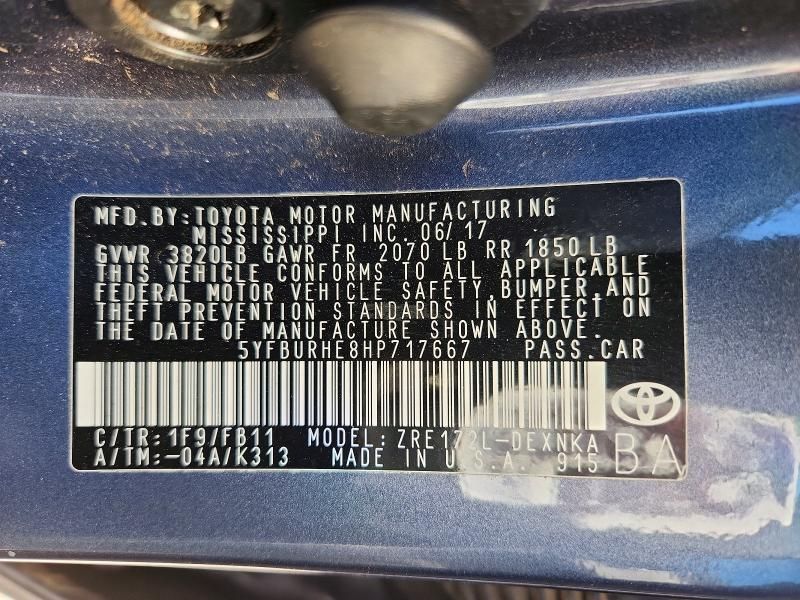 MFD.BY:TOYOTA MOTOR MANUFACTURING
MISSISSIPPI INC. 06/17
GVWR 3820LB GAWR FR 2070 LB RR 1850 LB
THIS VEHICLE CONFORMS TO ALL APPLICABLE
FEDERAL MOTOR VEHICLE SAFETY,BUMPER,AND
THEFT PREVENTION STANDARDS IN EFFECT ON
THE DATE OF MANUFACTURE SHOWN ABOVE.
5YFBURHE8HP717667 PASS.CAR
C/TR:1F9/FB11 MODEL:ZRE172L-DEXNKA
A/TM:-04A/K313 MADE IN U.S.A. 915 BA